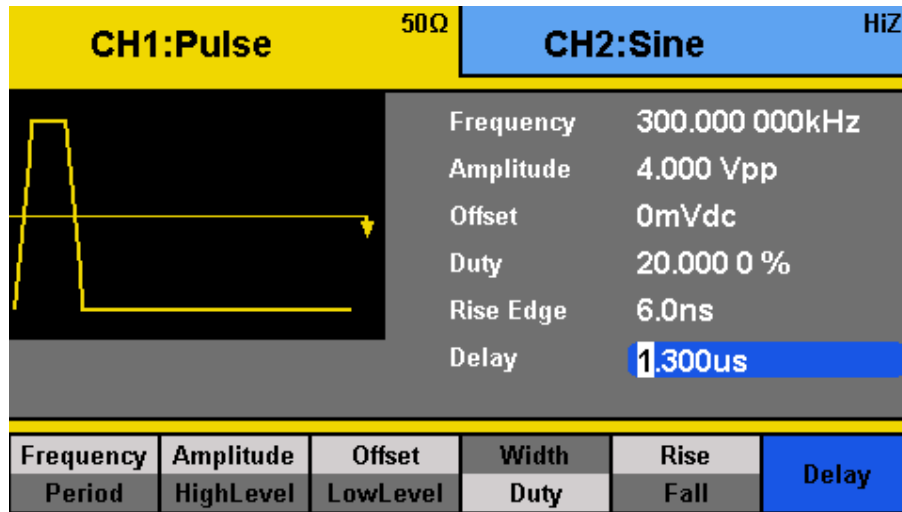 CH1:Pulse 50Ω CH2:Sine HiZ
Frequency 300.000 000kHz
Amplitude 4.000 Vpp
Offset 0mVdc
Duty 20.000 0 %
Rise Edge 6.0ns
Delay 1.300us
Frequency Amplitude Offset Width Rise Delay
Period HighLevel LowLevel Duty Fall